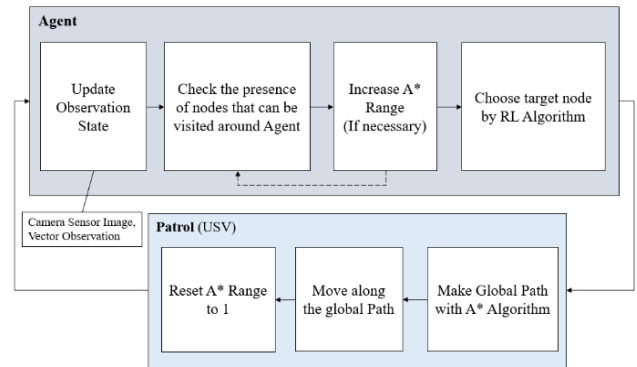 Agent
Update
Observation
State
Check the presence
of nodes that can be
visited around Agent
Increase A*
Range
(If necessary)
Choose target node
by RL Algorithm
Camera Sensor Image,
Vector Observation
Patrol (USV)
Reset A* Range
to 1
Move along
the global Path
Make Global Path
with A* Algorithm